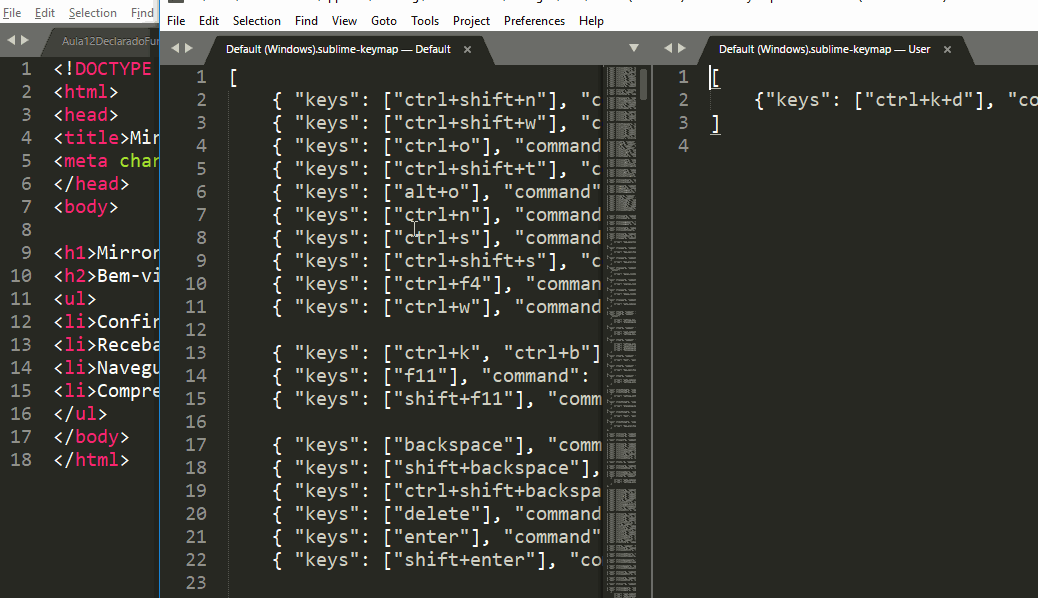 File Edit Selection Find
Aula12DeclaradoFur
1 <!DOCTYPE
2 <html>
3 <head>
4 <title>Mir
5 <meta char
6 </head>
7 <body>
8
9 <h1>Mirror
10 <h2>Bem-vi
11 <ul>
12 <li>Confir
13 <li>Receba
14 <li>Navegu
15 <li>Compre
16 </ul>
17 </body>
18 </html>
File Edit Selection Find View Goto Tools Project Preferences Help
Default (Windows).sublime-keymap — Default ×
1 [
2 { "keys": ["ctrl+shift+n"], "c
3 { "keys": ["ctrl+shift+w"], "c
4 { "keys": ["ctrl+o"], "command
5 { "keys": ["ctrl+shift+t"], "c
6 { "keys": ["alt+o"], "command"
7 { "keys": ["ctrl+n"], "command
8 { "keys": ["ctrl+s"], "command
9 { "keys": ["ctrl+shift+s"], "c
10 { "keys": ["ctrl+f4"], "comman
11 { "keys": ["ctrl+w"], "command
12
13 { "keys": ["ctrl+k", "ctrl+b"]
14 { "keys": ["f11"], "command":
15 { "keys": ["shift+f11"], "comm
16
17 { "keys": ["backspace"], "comm
18 { "keys": ["shift+backspace"],
19 { "keys": ["ctrl+shift+backspa
20 { "keys": ["delete"], "command
21 { "keys": ["enter"], "command"
22 { "keys": ["shift+enter"], "co
23
Default (Windows).sublime-keymap — User ×
1 [
2 {"keys": ["ctrl+k+d"], "co
3 ]
4